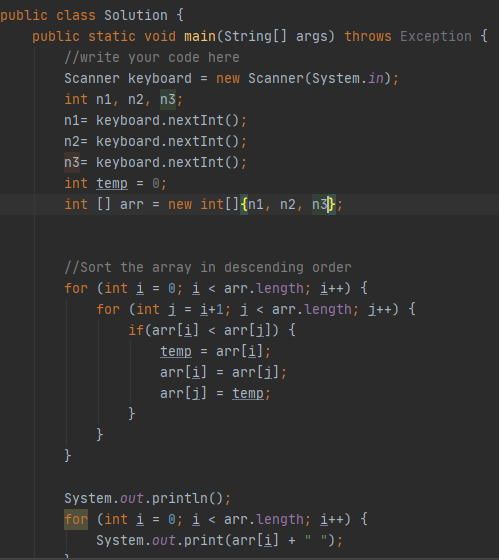 public class Solution {
    public static void main(String[] args) throws Exception {
        //write your code here
        Scanner keyboard = new Scanner(System.in);
        int n1, n2, n3;
        n1= keyboard.nextInt();
        n2= keyboard.nextInt();
        n3= keyboard.nextInt();
        int temp = 0;
        int [] arr = new int[]{n1, n2, n3};
        //Sort the array in descending order
        for (int i = 0; i < arr.length; i++) {
            for (int j = i+1; j < arr.length; j++) {
                if(arr[i] < arr[j]) {
                    temp = arr[i];
                    arr[i] = arr[j];
                    arr[j] = temp;
                }
            }
        }
        System.out.println();
        for (int i = 0; i < arr.length; i++) {
            System.out.print(arr[i] + " ");
        }